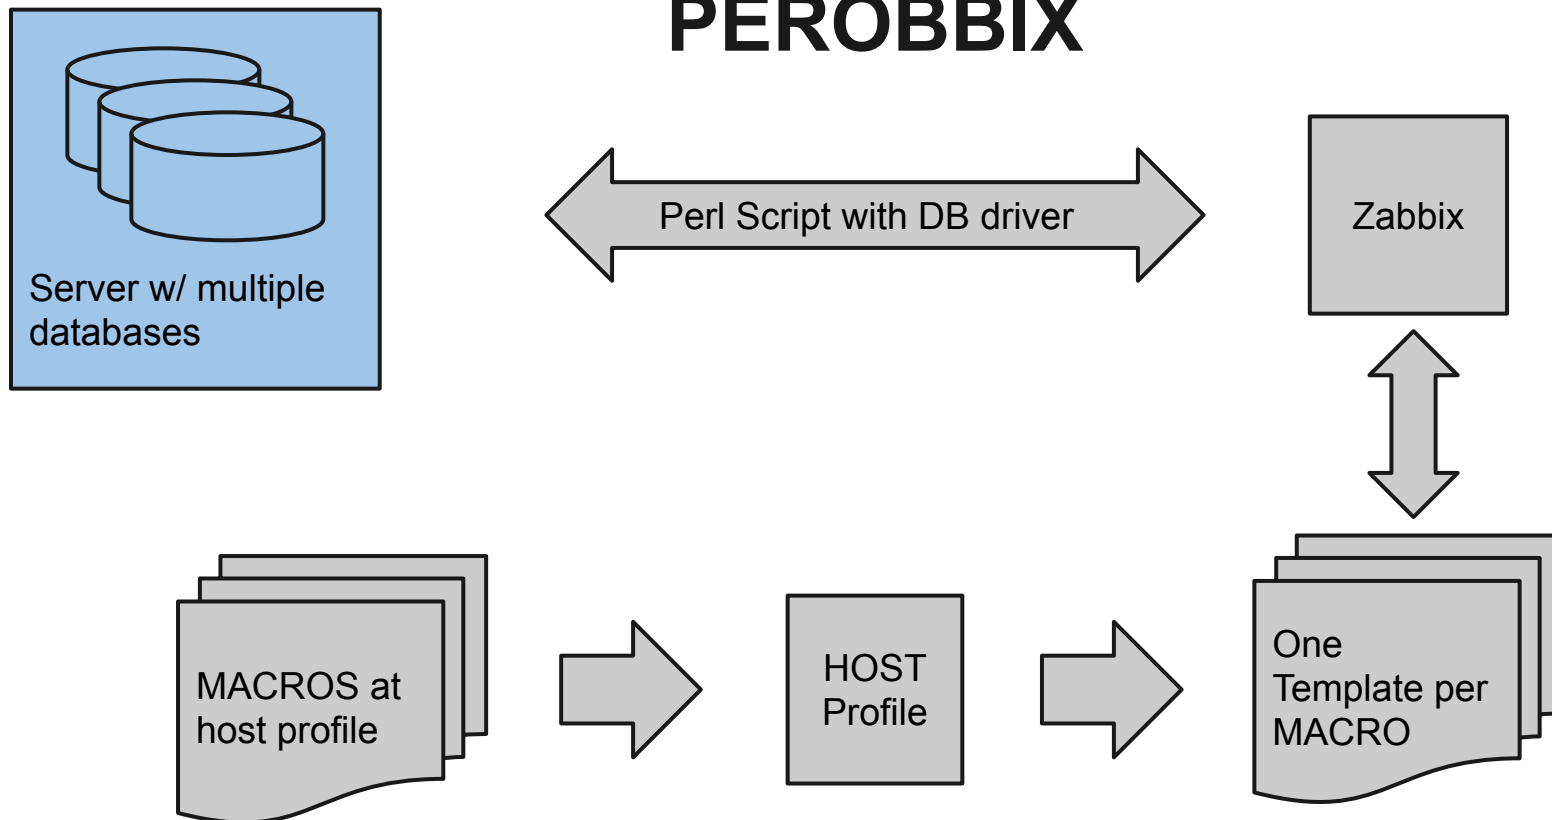 PEROBBIX
Server w/ multiple
databases
Perl Script with DB driver
Zabbix
MACROS at
host profile
HOST
Profile
One
Template per
MACRO